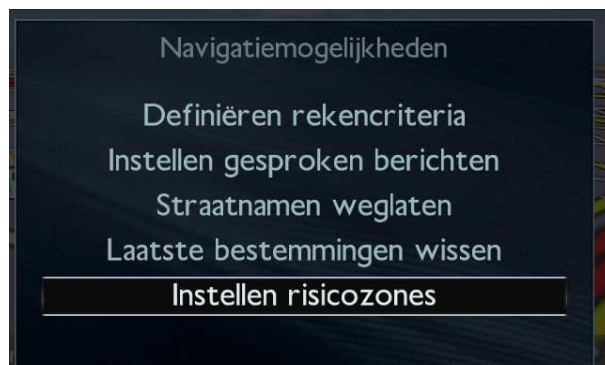 Navigatiemogelijkheden
Definiëren rekencriteria
Instellen gesproken berichten
Straatnamen weglaten
Laatste bestemmingen wissen
Instellen risicozones